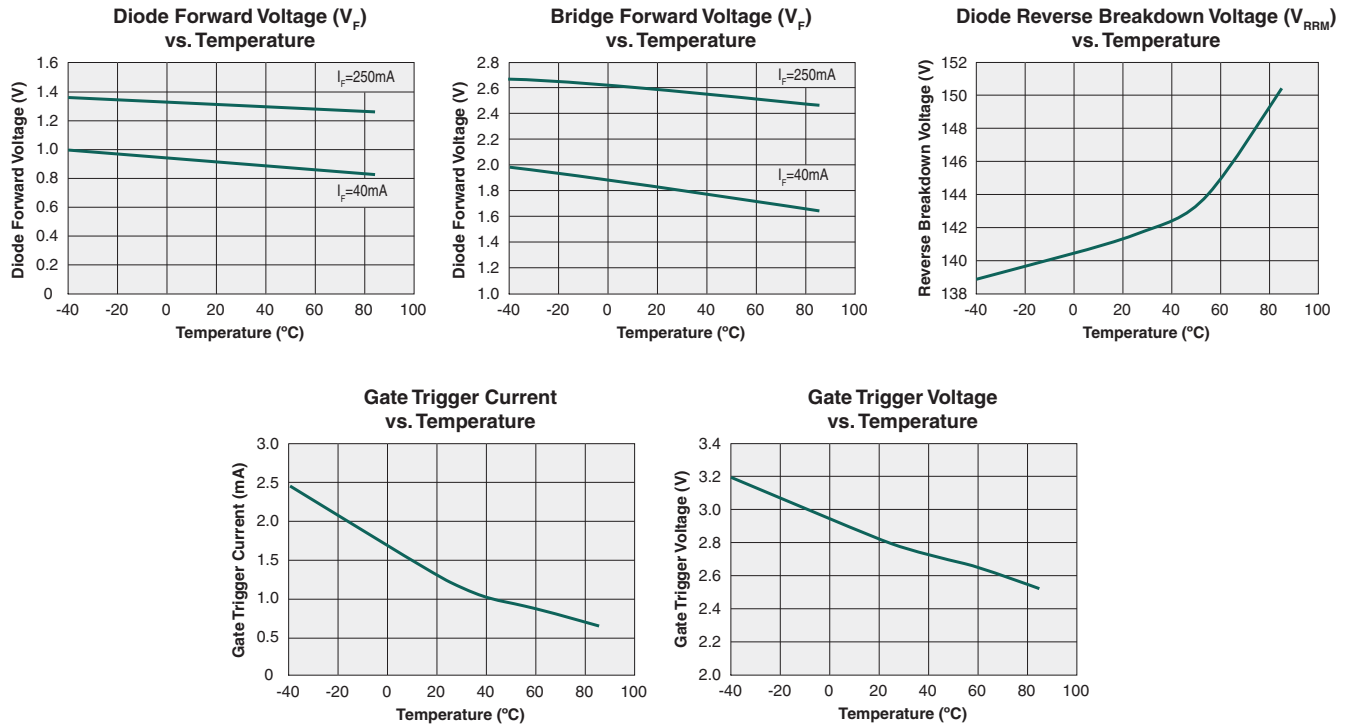 Diode Forward Voltage (VF)
vs. Temperature
Diode Forward Voltage (V)
1.6
1.4
1.2
1.0
0.8
0.6
0.4
0.2
0
IF=250mA
IF=40mA
-40 -20 0 20 40 60 80 100
Temperature (ºC)
Bridge Forward Voltage (VF)
vs. Temperature
Diode Forward Voltage (V)
2.8
2.6
2.4
2.2
2.0
1.8
1.6
1.4
1.2
1.0
IF=250mA
IF=40mA
-40 -20 0 20 40 60 80 100
Temperature (ºC)
Diode Reverse Breakdown Voltage (VRRM)
vs. Temperature
Reverse Breakdown Voltage (V)
152
150
148
146
144
142
140
138
-40 -20 0 20 40 60 80 100
Temperature (ºC)
Gate Trigger Current
vs. Temperature
Gate Trigger Current (mA)
3.0
2.5
2.0
1.5
1.0
0.5
0
-40 -20 0 20 40 60 80 100
Temperature (ºC)
Gate Trigger Voltage
vs. Temperature
Gate Trigger Voltage (V)
3.4
3.2
3.0
2.8
2.6
2.4
2.2
2.0
-40 -20 0 20 40 60 80 100
Temperature (ºC)